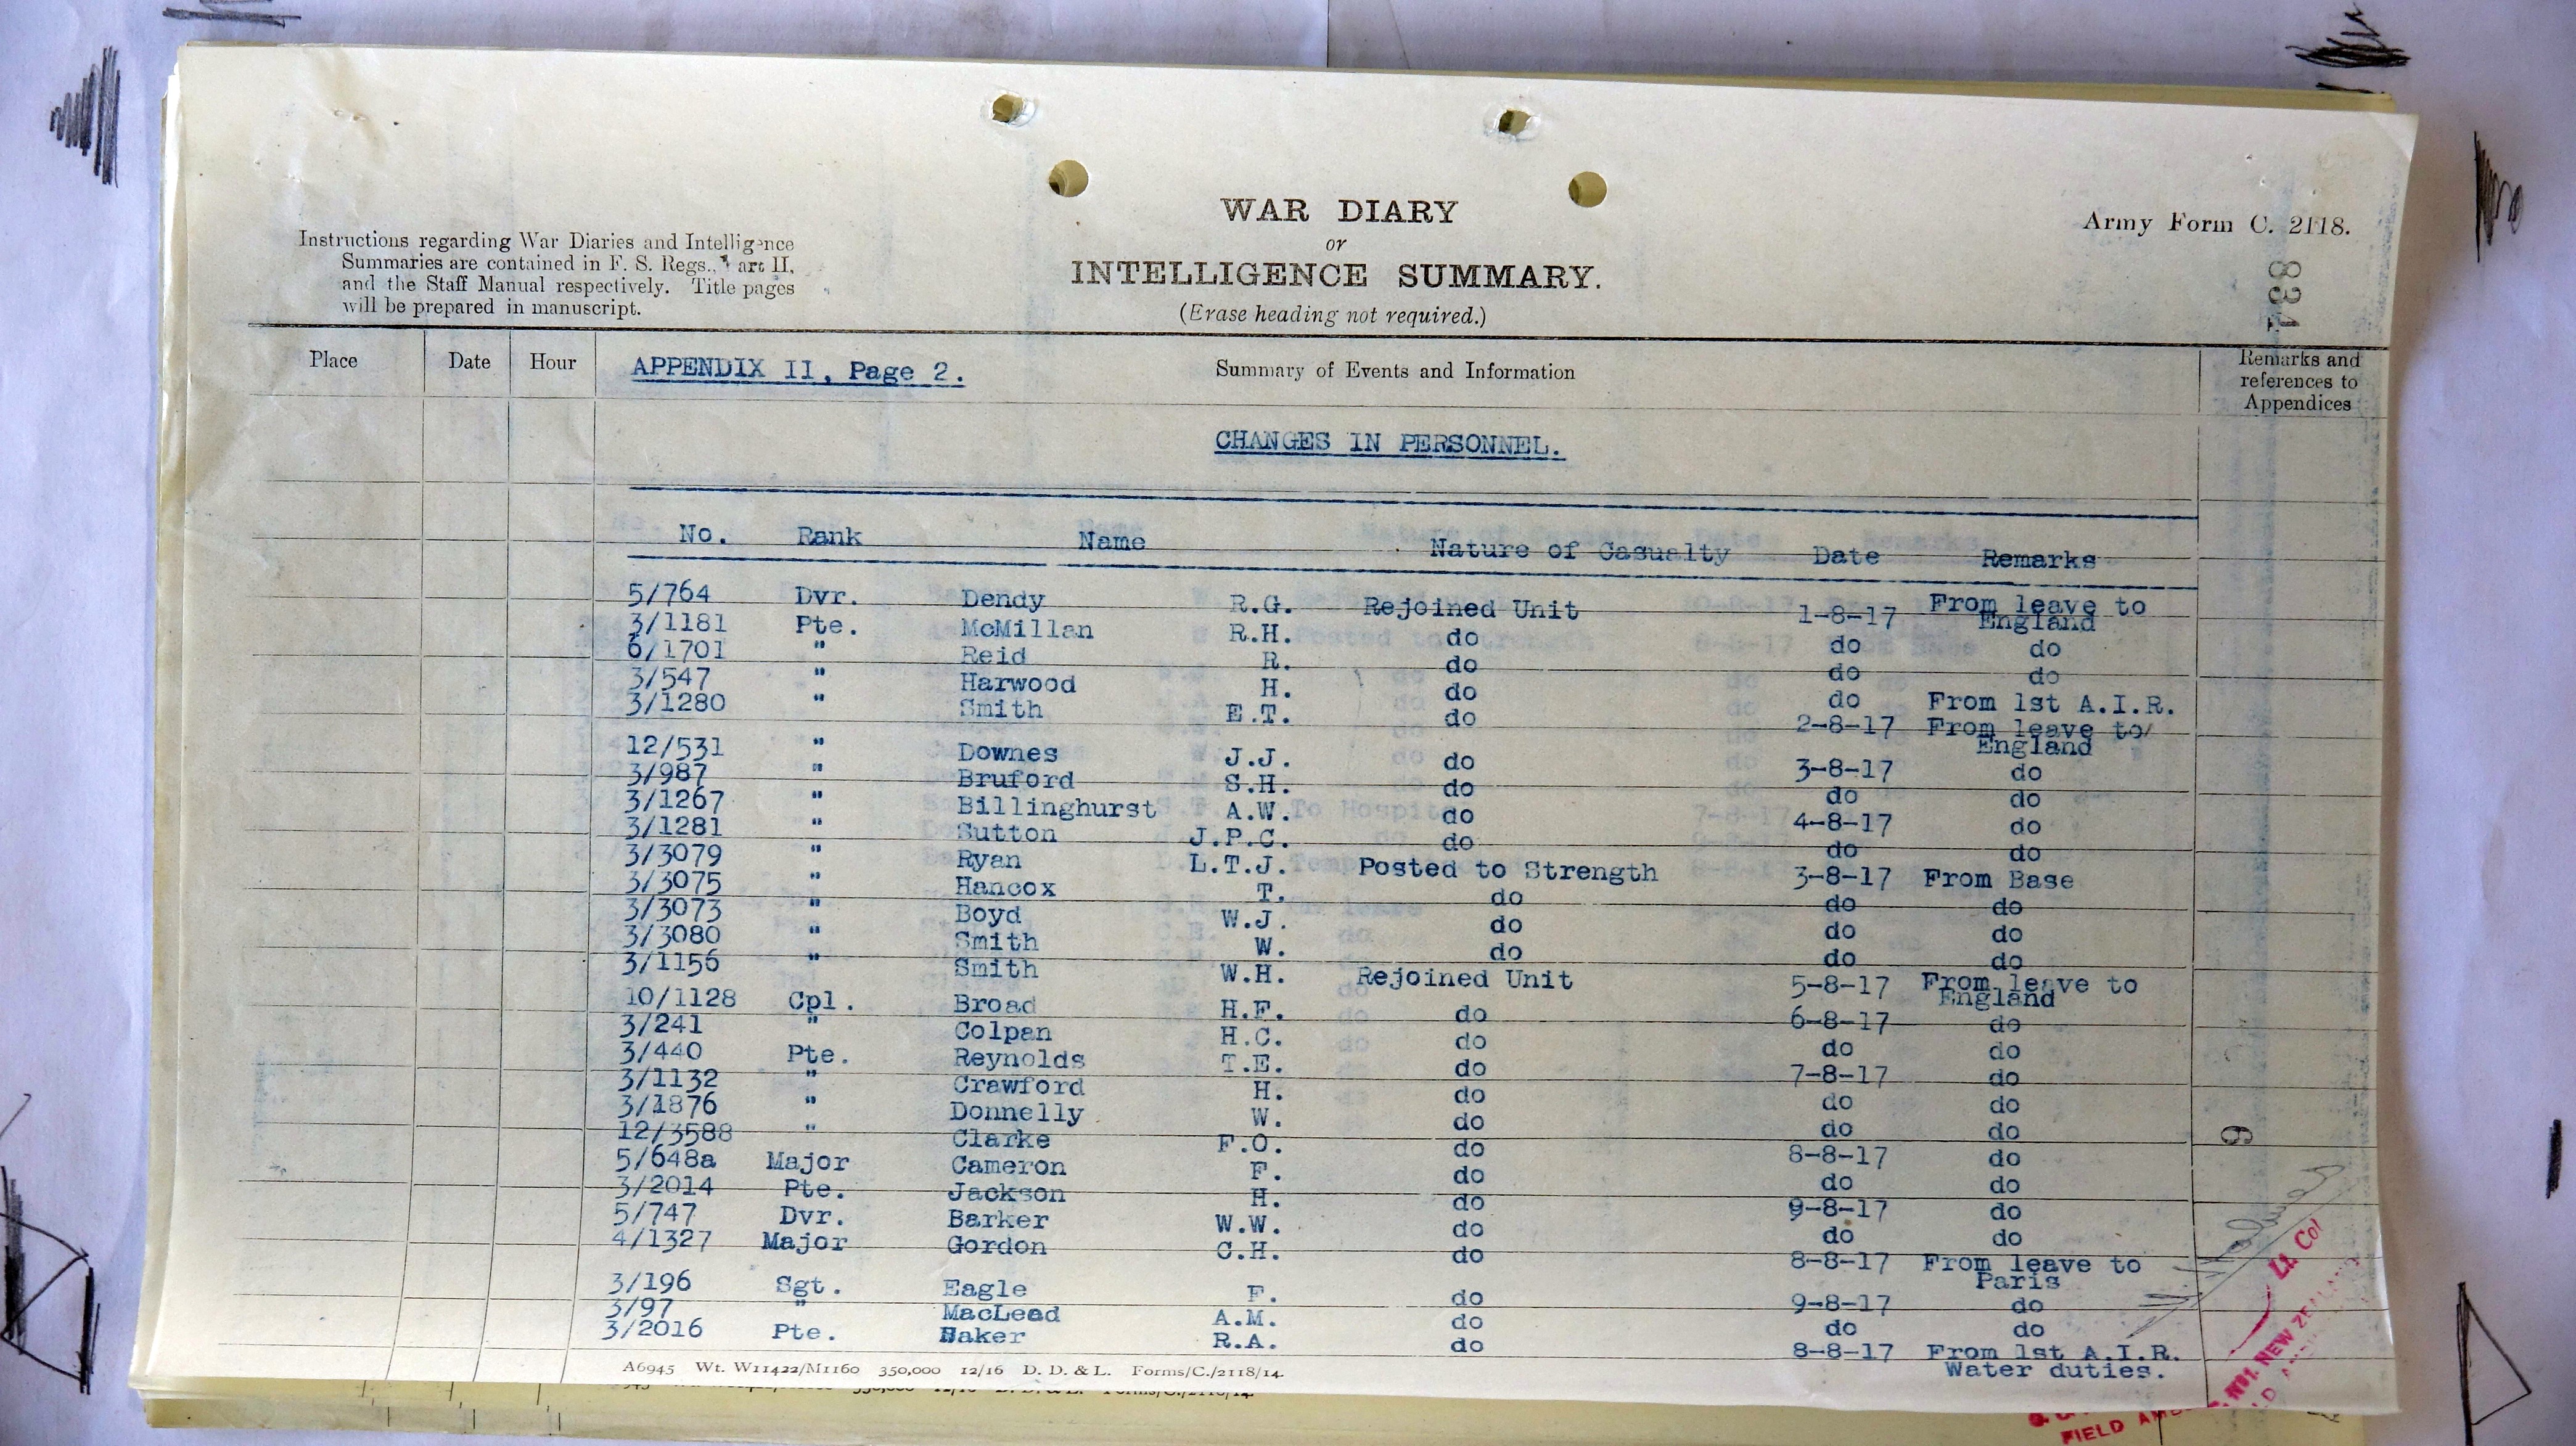 WAR DIARY
or
INTELLIGENCE SUMMARY.
(Erase heading not required.)
Instructions regarding War Diaries and Intelligence
Summaries are contained in F. S. Regs., Part II,
and the Staff Manual respectively. Title pages
will be prepared in manuscript.
Army Form C. 2118.
834
Place Date Hour APPENDIX II, Page 2. Summary of Events and Information Remarks and
references to
Appendices
CHANGES IN PERSONNEL.
No. Rank Name Nature of Casualty Date Remarks
5/764 Dvr. Dendy R.G. Rejoined Unit 1-8-17 From leave to
England
3/1181 Pte. McMillan R.H. do do do
6/1701 " Reid R. do do do
3/547 " Harwood H. do do From 1st A.I.R.
3/1280 " Smith E.T. do 2-8-17 From leave to/
England
12/531 " Downes J.J. do 3-8-17 do
3/987 " Bruford S.H. do do do
3/1267 " Billinghurst A.W. do 4-8-17 do
3/1281 " Sutton J.P.C. do do do
3/3079 " Ryan L.T.J. Posted to Strength 3-8-17 From Base
3/3075 " Hancox T. do do do
3/3073 " Boyd W.J. do do do
3/3080 " Smith W. do do do
3/1156 " Smith W.H. Rejoined Unit 5-8-17 From leave to
England
10/1128 Cpl. Broad H.F. do 6-8-17 do
3/241 " Colpan H.C. do do do
3/440 Pte. Reynolds T.E. do 7-8-17 do
3/1132 " Crawford H. do do do
3/1876 " Donnelly W. do do do
12/3588 " Clarke F.O. do 8-8-17 do
5/648a Major Cameron F. do do do
3/2014 Pte. Jackson H. do 9-8-17 do
5/747 Dvr. Barker W.W. do do do
4/1327 Major Gordon C.H. do 8-8-17 From leave to
Paris
3/196 Sgt. Eagle F. do 9-8-17 do
3/97 " MacLead A.M. do do do
3/2016 Pte. Baker R.A. do 8-8-17 From 1st A.I.R.
Water duties.
6
Lt. Col
No1. NEW ZEALAND
FIELD
A6945 Wt. W11422/M1160 350,000 12/16 D. D. & L. Forms/C./2118/14.